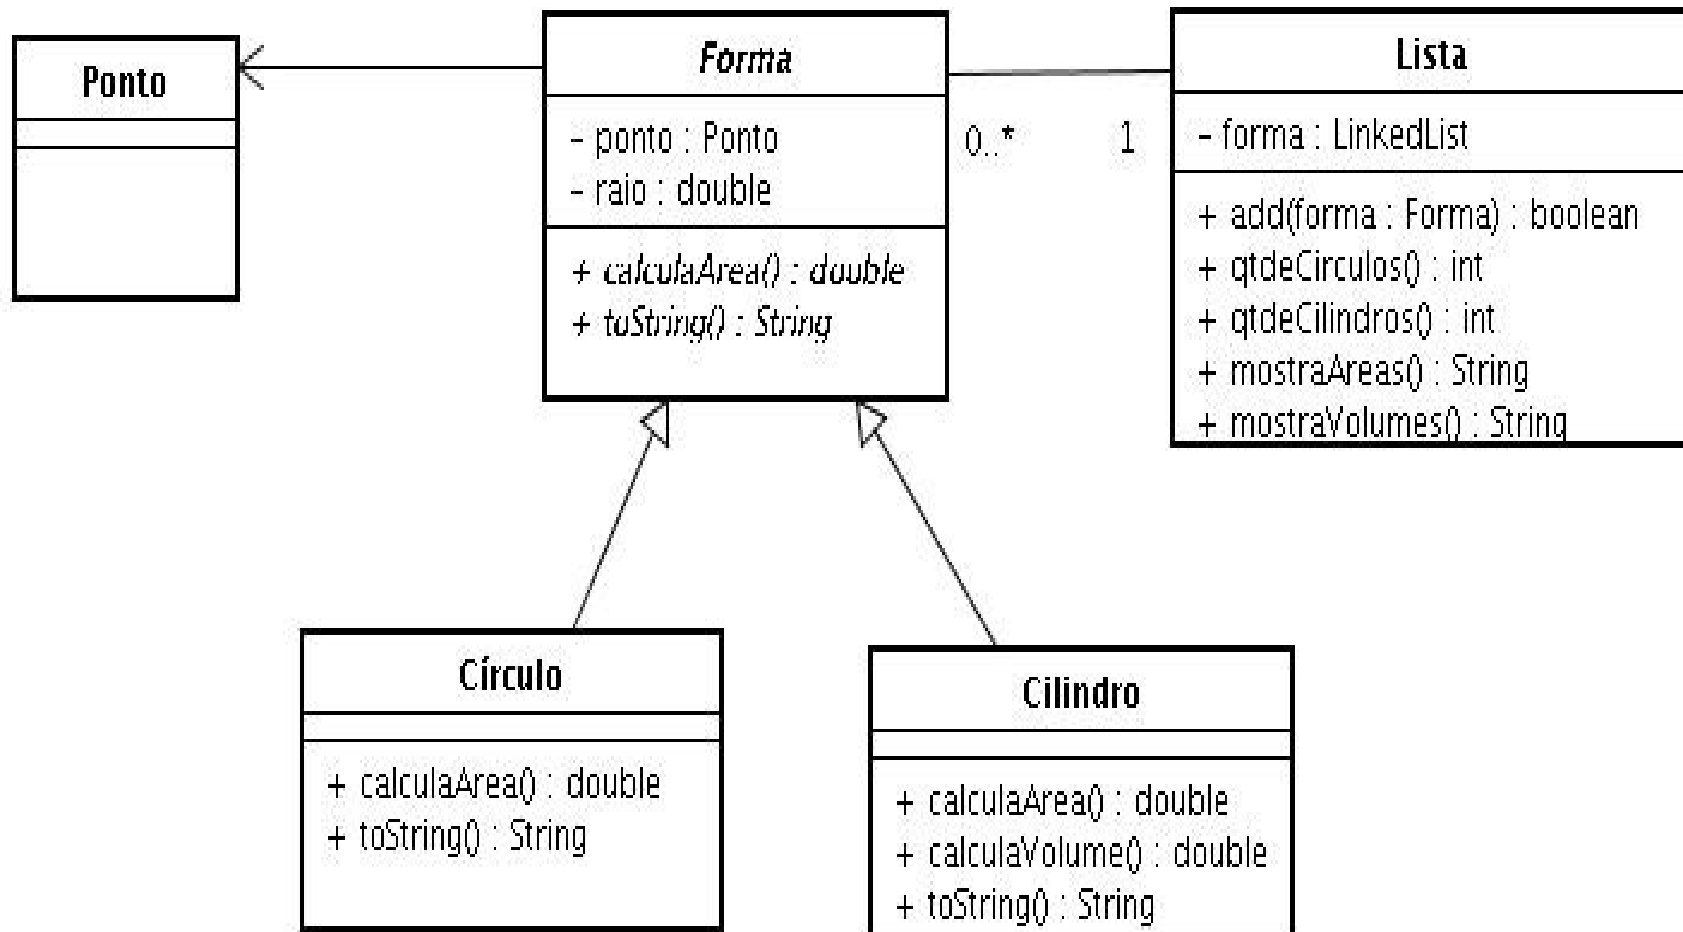 Ponto
Forma
- ponto : Ponto
- raio : double
+ calculaArea() : double
+ toString() : String
0..*
1
Lista
- forma : LinkedList
+ add(forma : Forma) : boolean
+ qtdeCirculos() : int
+ qtdeCilindros() : int
+ mostraAreas() : String
+ mostraVolumes() : String
Círculo
+ calculaArea() : double
+ toString() : String
Cilindro
+ calculaArea() : double
+ calculaVolume() : double
+ toString() : String